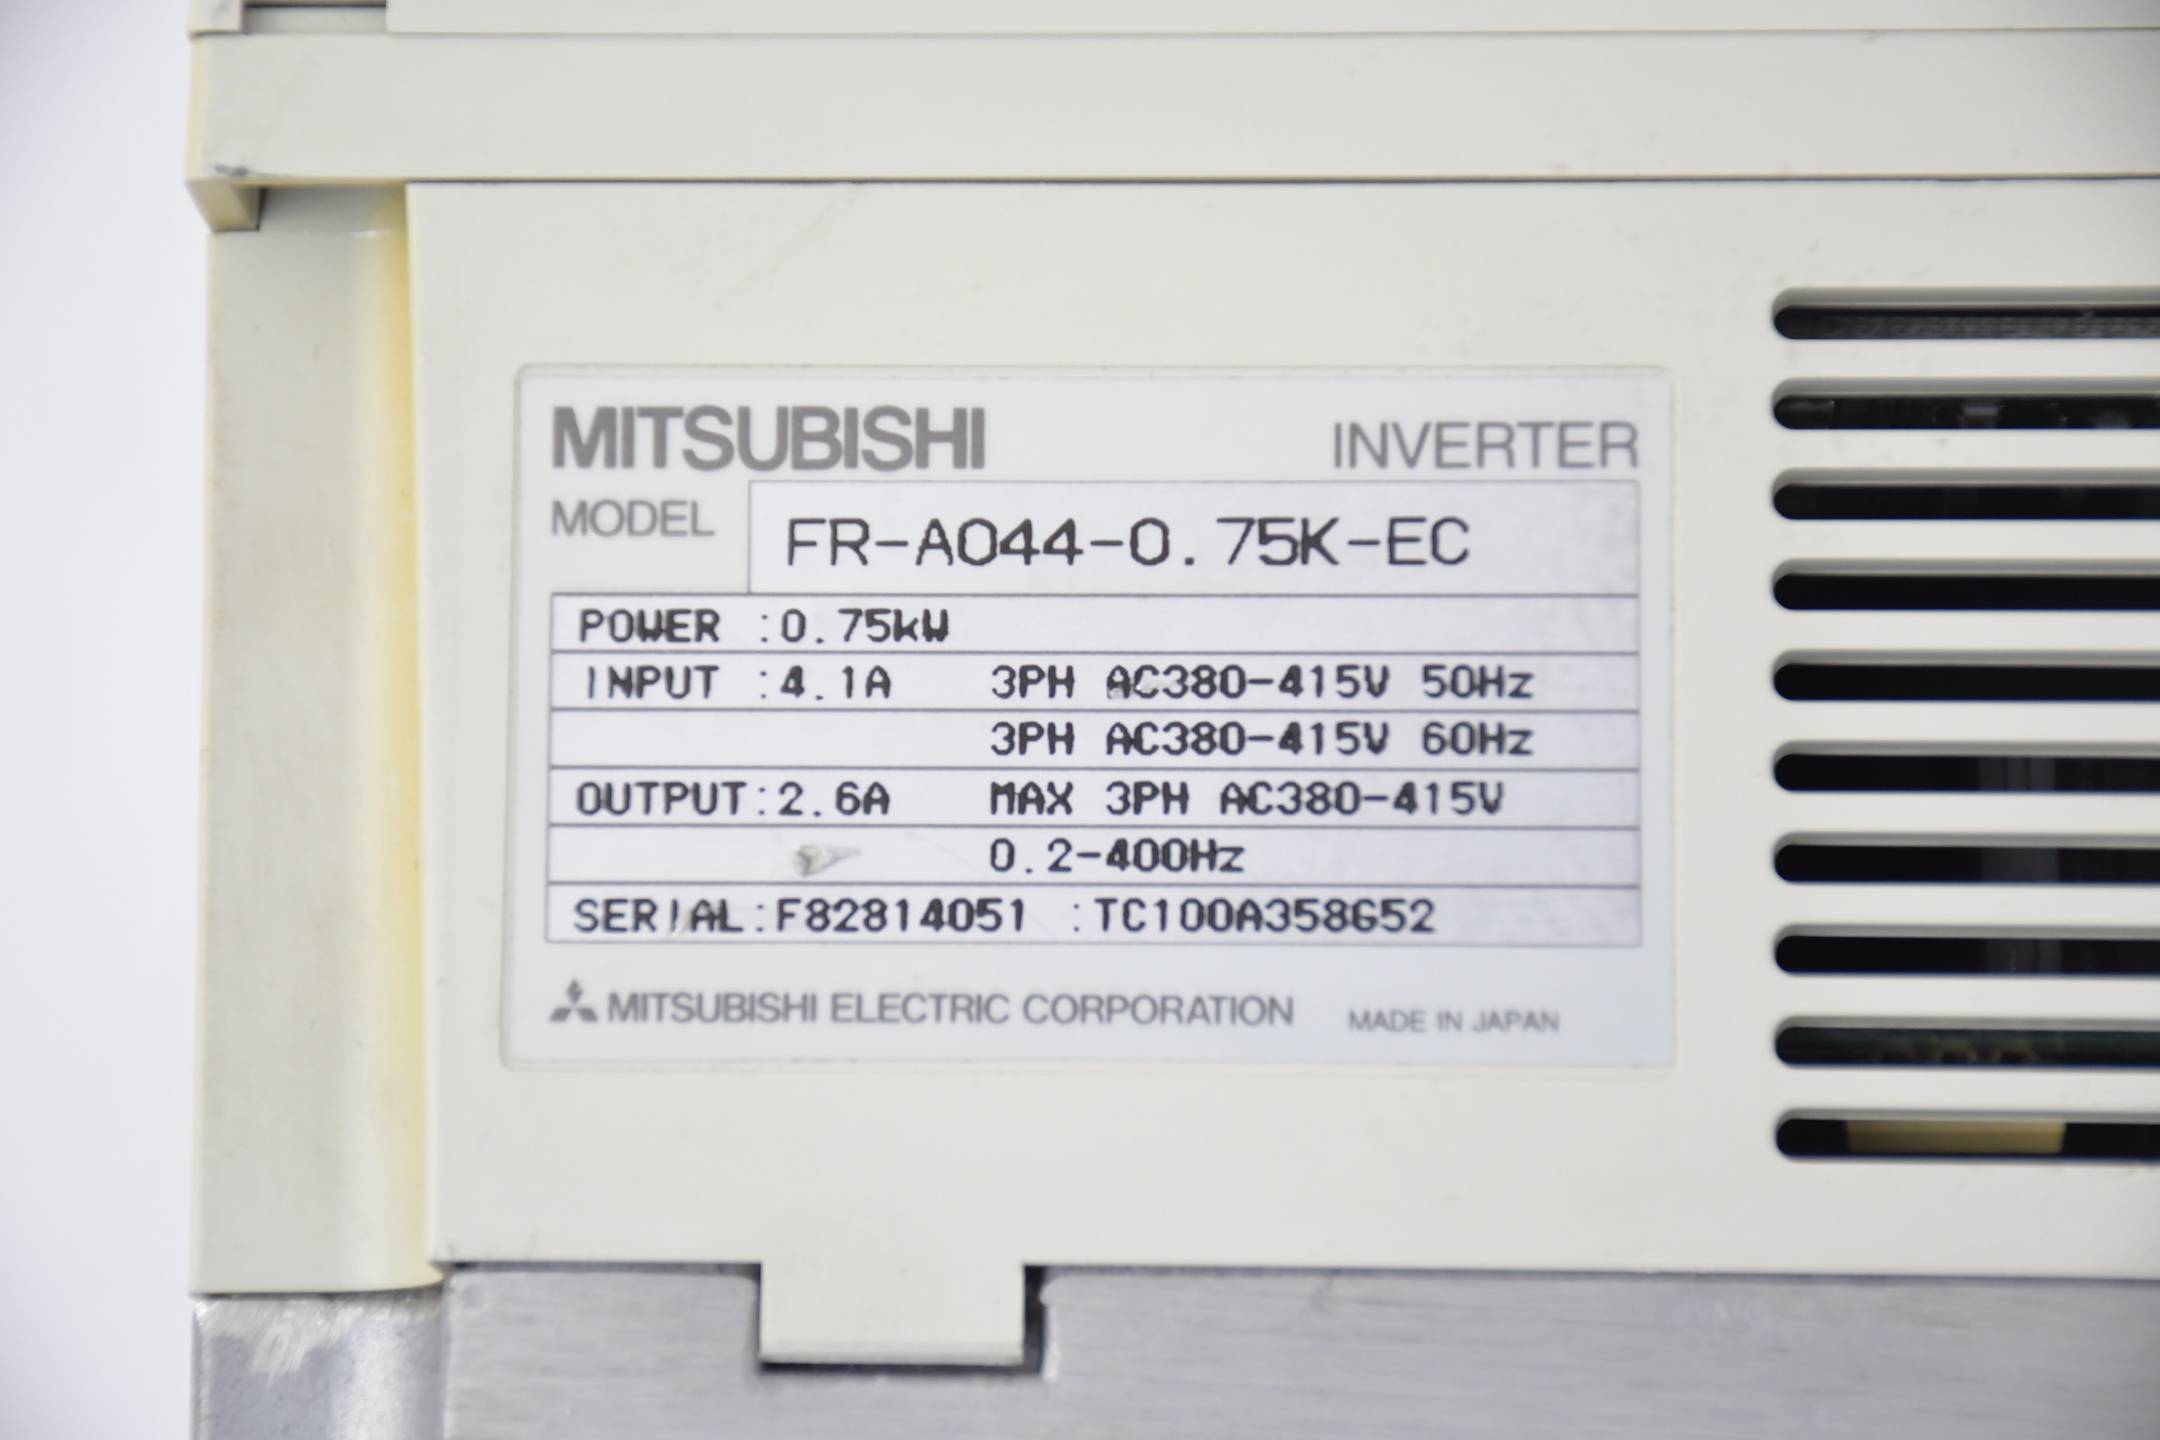 MITSUBISHI INVERTER
MODEL FR-A044-0.75K-EC
POWER :0.75kW
INPUT :4.1A 3PH AC380-415V 50Hz
3PH AC380-415V 60Hz
OUTPUT:2.6A MAX 3PH AC380-415V
0.2-400Hz
SERIAL:F82814051 :TC100A358G52
MITSUBISHI ELECTRIC CORPORATION MADE IN JAPAN